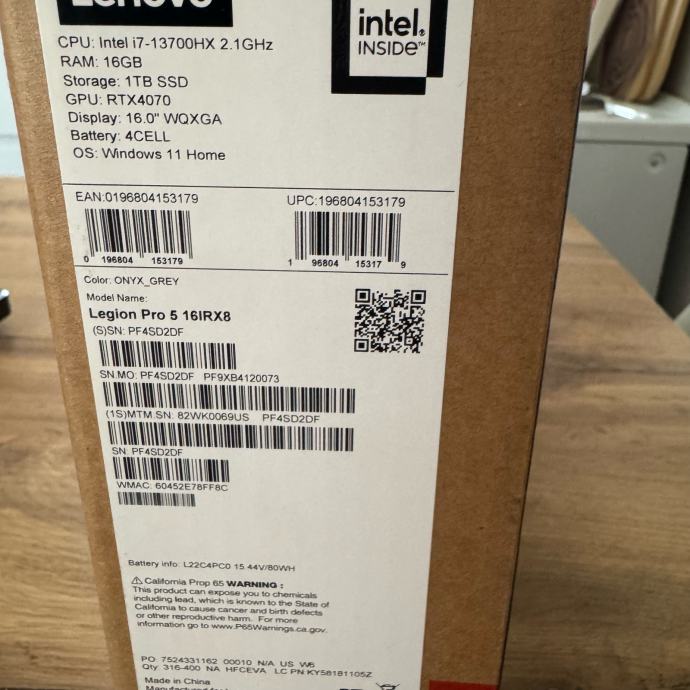 Lenovo
intel.
INSIDE™
CPU: Intel i7-13700HX 2.1GHz
RAM: 16GB
Storage: 1TB SSD
GPU: RTX4070
Display: 16.0" WQXGA
Battery: 4CELL
OS: Windows 11 Home
EAN:0196804153179
UPC:196804153179
0 196804 153179
1 96804 15317 9
Color: ONYX_GREY
Model Name:
Legion Pro 5 16IRX8
(S)SN: PF4SD2DF
SN.MO: PF4SD2DF PF9XB4120073
(1S)MTM.SN: 82WK0069US PF4SD2DF
SN: PF4SD2DF
WMAC: 60452E78FF8C
Battery info: L22C4PC0 15.44V/80WH
⚠ California Prop 65 WARNING :
This product can expose you to chemicals
including lead, which is known to the State of
California to cause cancer and birth defects
or other reproductive harm. For more
information go to www.P65Warnings.ca.gov.
PO: 7524331162 00010 N/A US W6
Qty: 316-400 NA HFCEVA LC PN:KY58181105Z
Made in China